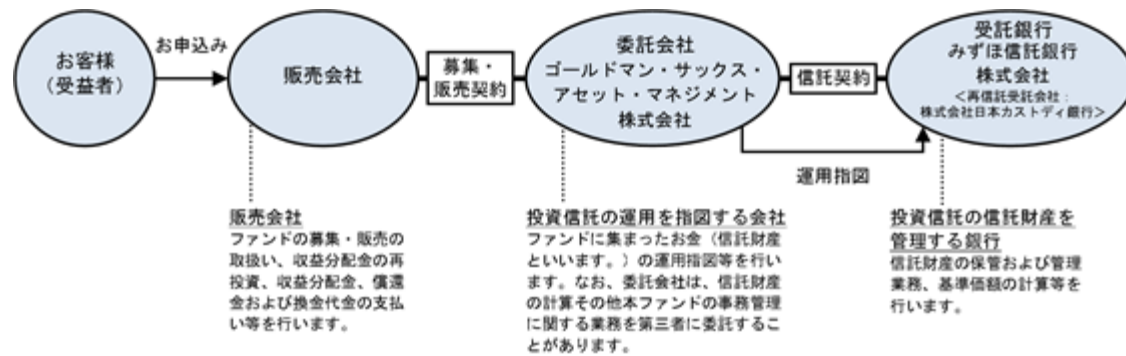 お客様
（受益者）
お申込み
販売会社
募集・
販売契約
委託会社
ゴールドマン・サックス・
アセット・マネジメント
株式会社
信託契約
受託銀行
みずほ信託銀行
株式会社
＜再信託受託会社：
株式会社日本カストディ銀行＞
運用指図
販売会社
ファンドの募集・販売の
取扱い、収益分配金の再
投資、収益分配金、償還
金および換金代金の支払
い等を行います。
投資信託の運用を指図する会社
ファンドに集まったお金（信託財産
といいます。）の運用指図等を行い
ます。なお、委託会社は、信託財産
の計算その他本ファンドの事務管理
に関する業務を第三者に委託するこ
とがあります。
投資信託の信託財産を
管理する銀行
信託財産の保管および管理
業務、基準価額の計算等を
行います。